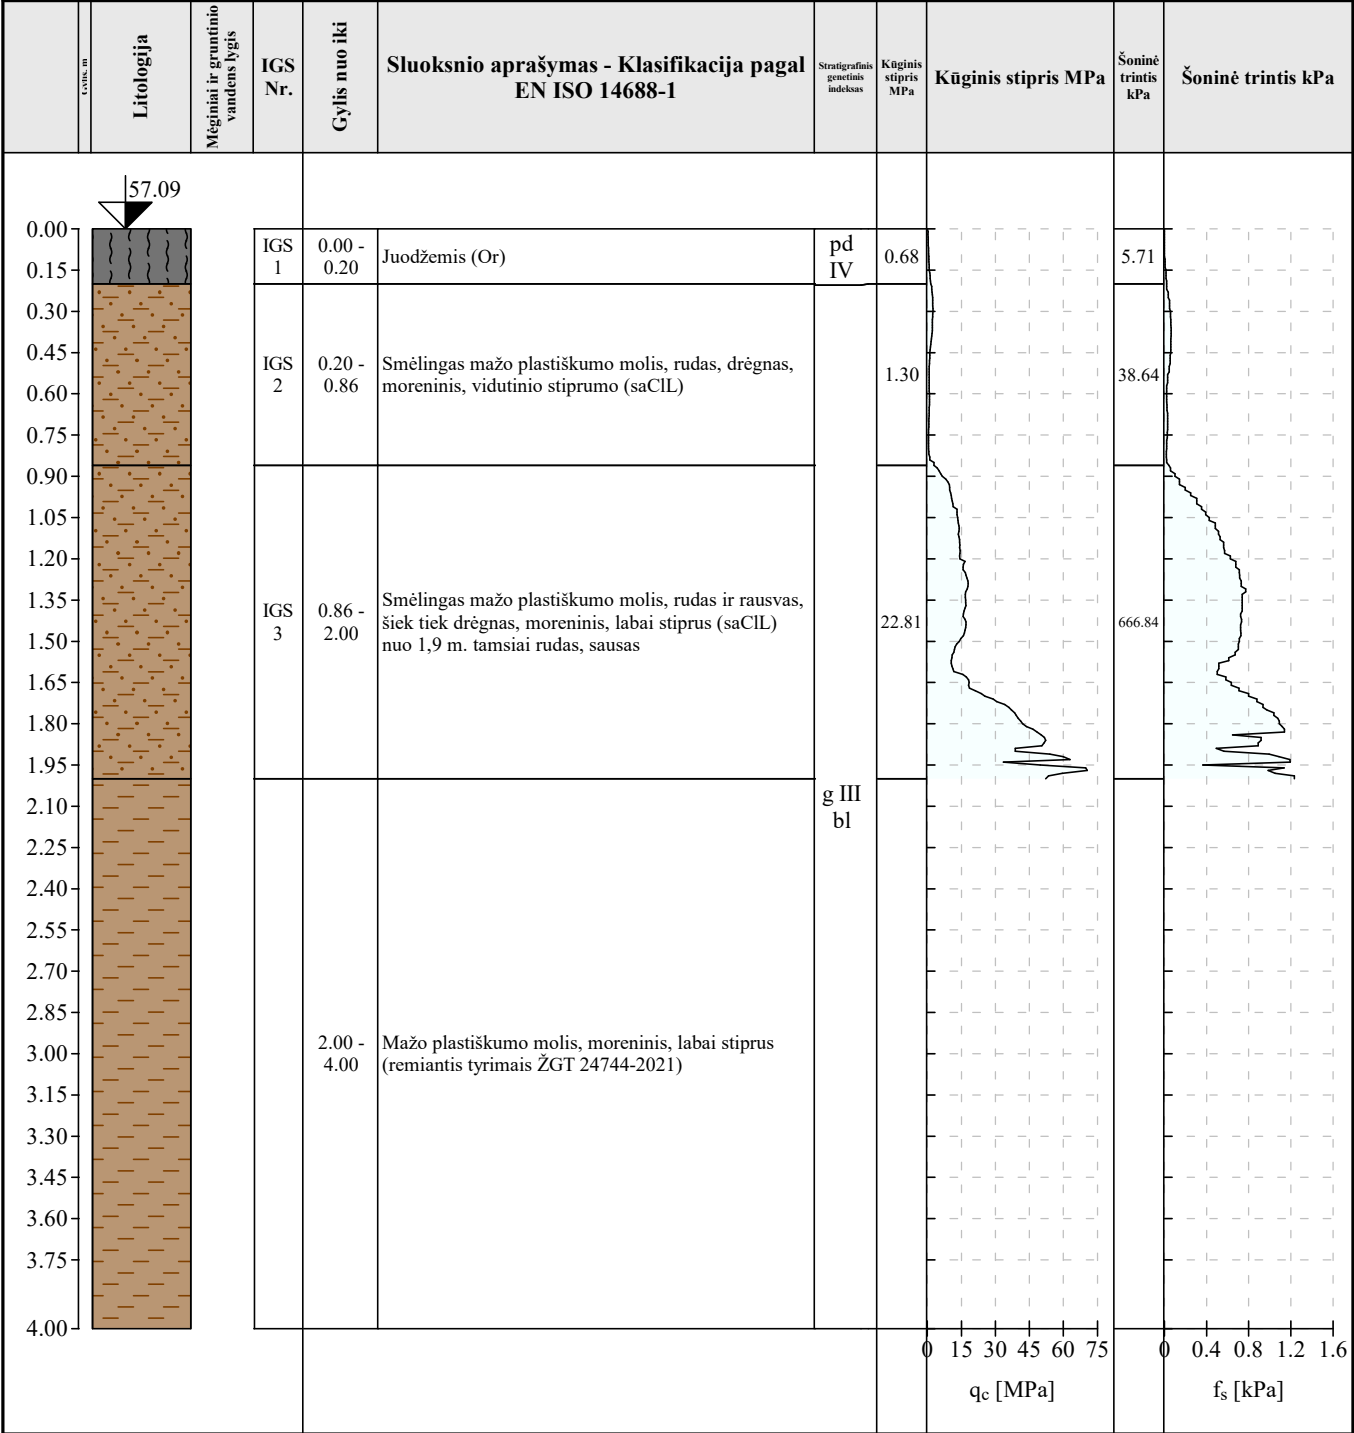 Gylis, m
Litologija
Mėginiai ir gruntinio
vandens lygis
IGS
Nr.
Gylis nuo iki
Sluoksnio aprašymas - Klasifikacija pagal
EN ISO 14688-1
Stratigrafinis
genetinis
indeksas
Kūginis
stipris
MPa
Kūginis stipris MPa
Šoninė
trintis
kPa
Šoninė trintis kPa
57.09
0.00
0.15
0.30
0.45
0.60
0.75
0.90
1.05
1.20
1.35
1.50
1.65
1.80
1.95
2.10
2.25
2.40
2.55
2.70
2.85
3.00
3.15
3.30
3.45
3.60
3.75
4.00
IGS
1
0.00 -
0.20
Juodžemis (Or)
pd
IV
0.68
5.71
IGS
2
0.20 -
0.86
Smėlingas mažo plastiškumo molis, rudas, drėgnas,
moreninis, vidutinio stiprumo (saClL)
1.30
38.64
IGS
3
0.86 -
2.00
Smėlingas mažo plastiškumo molis, rudas ir rausvas,
šiek tiek drėgnas, moreninis, labai stiprus (saClL)
nuo 1,9 m. tamsiai rudas, sausas
22.81
666.84
g III
bl
2.00 -
4.00
Mažo plastiškumo molis, moreninis, labai stiprus
(remiantis tyrimais ŽGT 24744-2021)
0 15 30 45 60 75
qc [MPa]
0 0.4 0.8 1.2 1.6
fs [kPa]